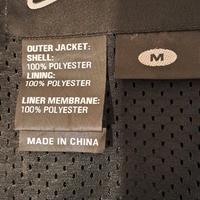 OUTER JACKET:
SHELL:
100% POLYESTER
LINING:
100% POLYESTER
LINER MEMBRANE:
100% POLYESTER
MADE IN CHINA
M